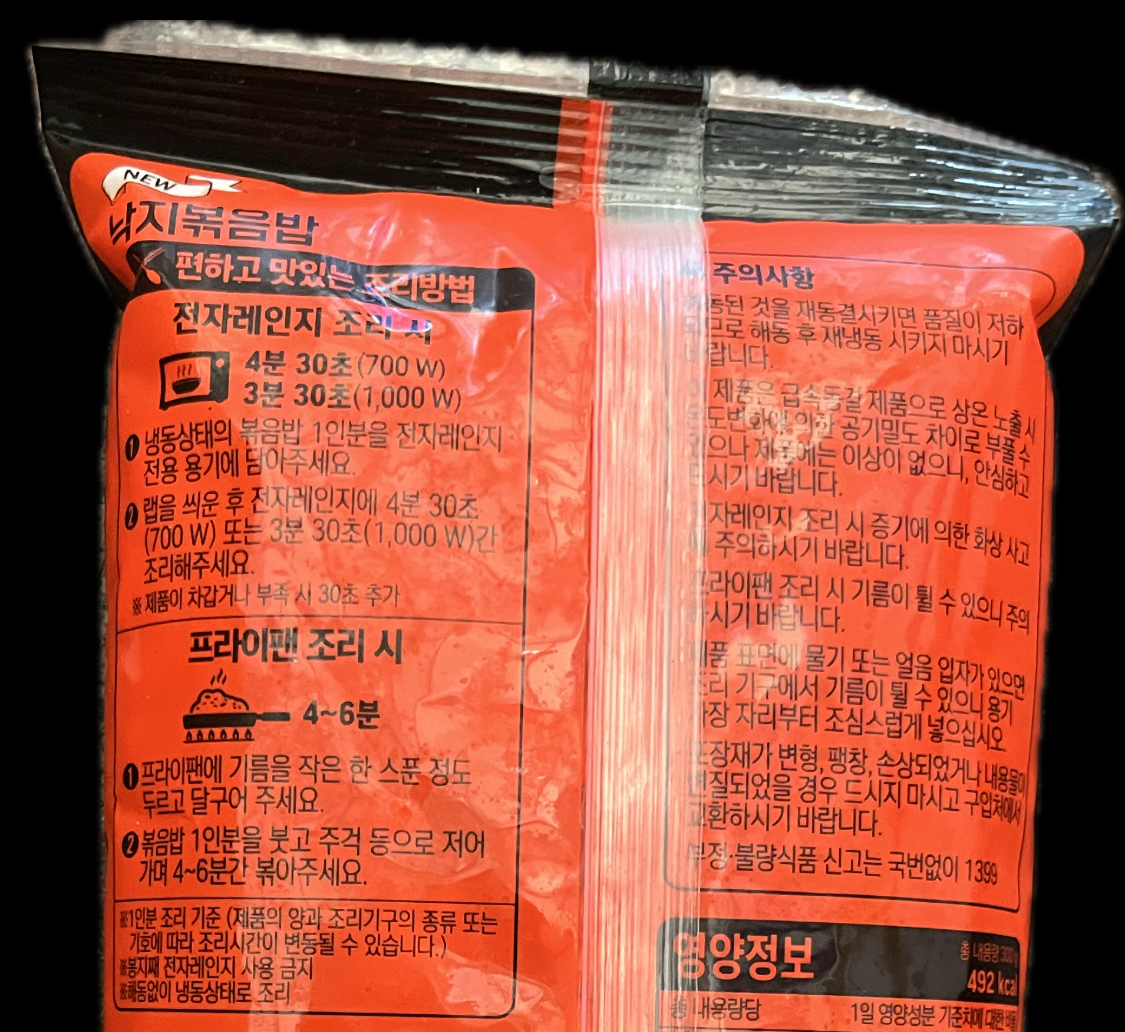 NEW
낙지볶음밥
편하고 맛있는 조리방법
전자레인지 조리 시
4분 30초(700 W)
3분 30초(1,000 W)
❶ 냉동상태의 볶음밥 1인분을 전자레인지
전용 용기에 담아주세요.
❷ 랩을 씌운 후 전자레인지에 4분 30초
(700 W) 또는 3분 30초(1,000 W)간
조리해주세요.
※ 제품이 차갑거나 부족 시 30초 추가
프라이팬 조리 시
4~6분
❶ 프라이팬에 기름을 작은 한 스푼 정도
두르고 달구어 주세요.
❷ 볶음밥 1인분을 붓고 주걱 등으로 저어
가며 4~6분간 볶아주세요.
※1인분 조리 기준 (제품의 양과 조리기구의 종류 또는
기호에 따라 조리시간이 변동될 수 있습니다.)
※봉지째 전자레인지 사용 금지
※해동없이 냉동상태로 조리
주의사항
해동된 것을 재동결시키면 품질이 저하
되므로 해동 후 재냉동 시키지 마시기
바랍니다.
이 제품은 급속동결 제품으로 상온 노출 시
온도변화에 의한 공기밀도 차이로 부풀 수
있으나 제품에는 이상이 없으니, 안심하고
드시기 바랍니다.
전자레인지 조리 시 증기에 의한 화상 사고
에 주의하시기 바랍니다.
프라이팬 조리 시 기름이 튈 수 있으니 주의
하시기 바랍니다.
제품 표면에 물기 또는 얼음 입자가 있으면
조리 기구에서 기름이 튈 수 있으니 용기
가장 자리부터 조심스럽게 넣으십시오
포장재가 변형, 팽창, 손상되었거나 내용물이
변질되었을 경우 드시지 마시고 구입처에서
교환하시기 바랍니다.
부정·불량식품 신고는 국번없이 1399
영양정보
총 내용량 300 g
492 kcal
총 내용량당
1일 영양성분 기준치에 대한 비율